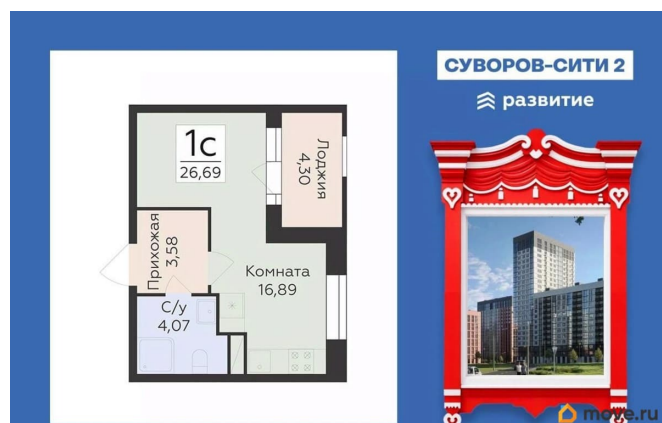 СУВОРОВ-СИТИ 2
развитие
1С
26,69
Лоджия
4,30
Прихожая
3,58
Комната
16,89
С/у
4,07
move.ru